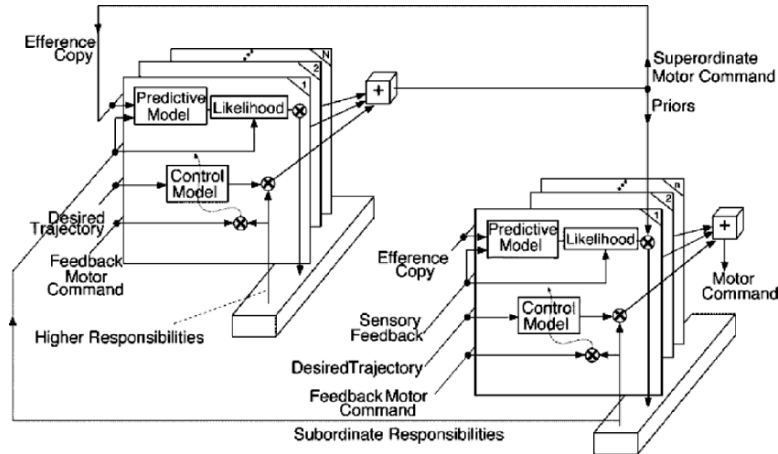 Efference
Copy
N
2
1
Predictive
Model
Likelihood
+
Superordinate
Motor Command
Priors
Control
Model
Desired
Trajectory
Feedback
Motor
Command
Higher Responsibilities
n
2
1
Predictive
Model
Likelihood
+
Efference
Copy
Motor
Command
Sensory
Feedback
Control
Model
DesiredTrajectory
Feedback Motor
Command
Subordinate Responsibilities